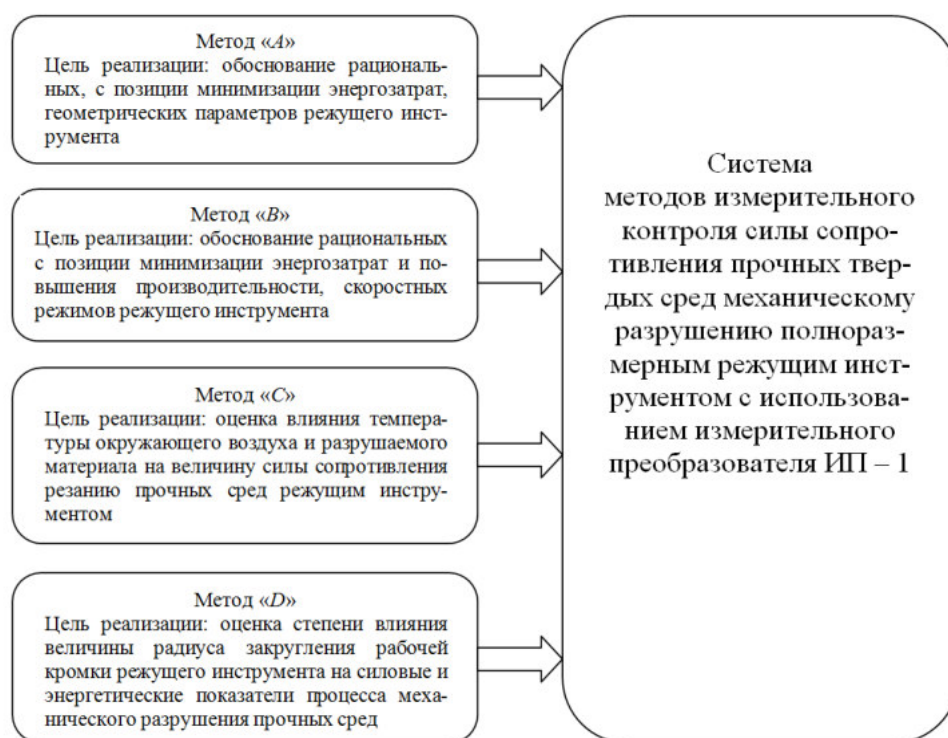 Метод «A»
Цель реализации: обоснование рациональ-
ных, с позиции минимизации энергозатрат,
геометрических параметров режущего инст-
румента
Метод «B»
Цель реализации: обоснование рациональных
с позиции минимизации энергозатрат и по-
вышения производительности, скоростных
режимов режущего инструмента
Метод «C»
Цель реализации: оценка влияния темпера-
туры окружающего воздуха и разрушаемого
материала на величину силы сопротивления
резанию прочных сред режущим инстру-
ментом
Метод «D»
Цель реализации: оценка степени влияния
величины радиуса закругления рабочей
кромки режущего инструмента на силовые и
энергетические показатели процесса меха-
нического разрушения прочных сред
Система
методов измерительного
контроля силы сопро-
тивления прочных твер-
дых сред механическому
разрушению полнораз-
мерным режущим инст-
рументом с использова-
нием измерительного
преобразователя ИП – 1